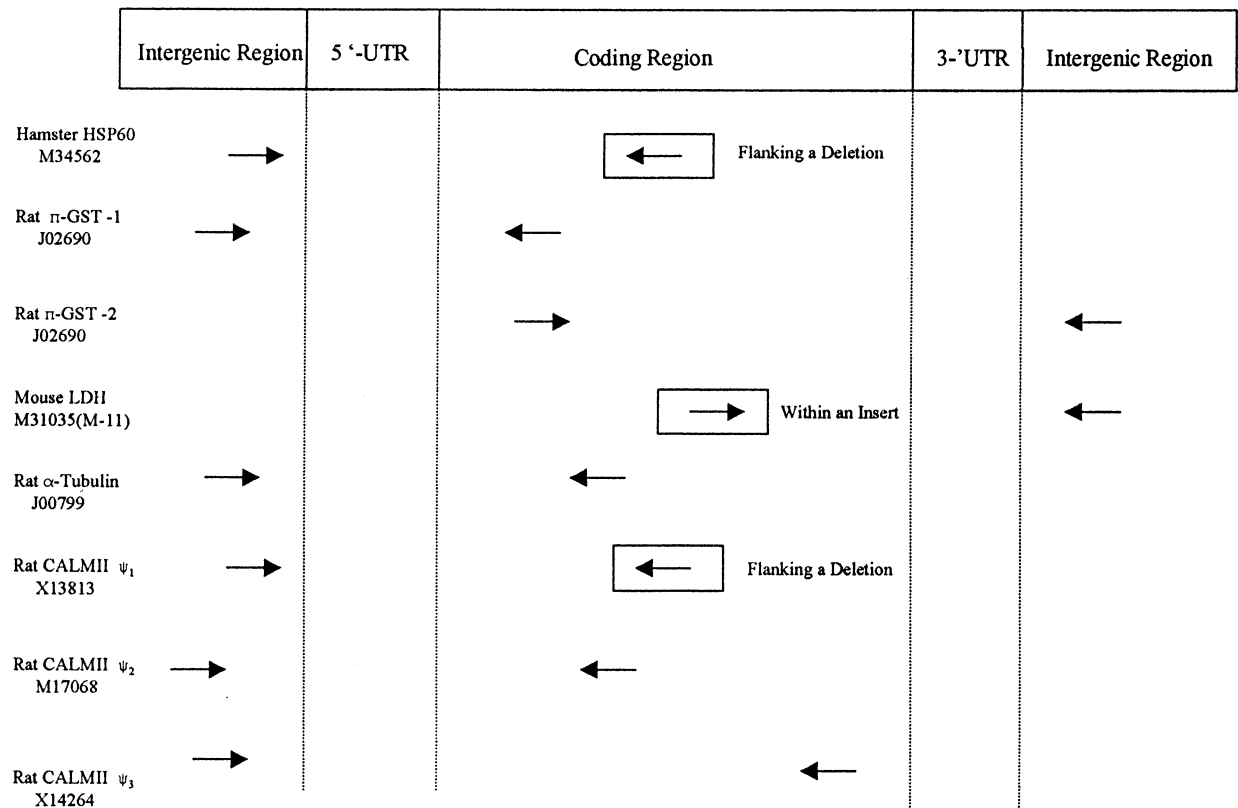 Intergenic Region
5 ‘-UTR
Coding Region
3-’UTR
Intergenic Region
Hamster HSP60
M34562
Flanking a Deletion
Rat π-GST -1
J02690
Rat π-GST -2
J02690
Mouse LDH
M31035(M-11)
Within an Insert
Rat α-Tubulin
J00799
Rat CALMII ψ1
X13813
Flanking a Deletion
Rat CALMII ψ2
M17068
Rat CALMII ψ3
X14264